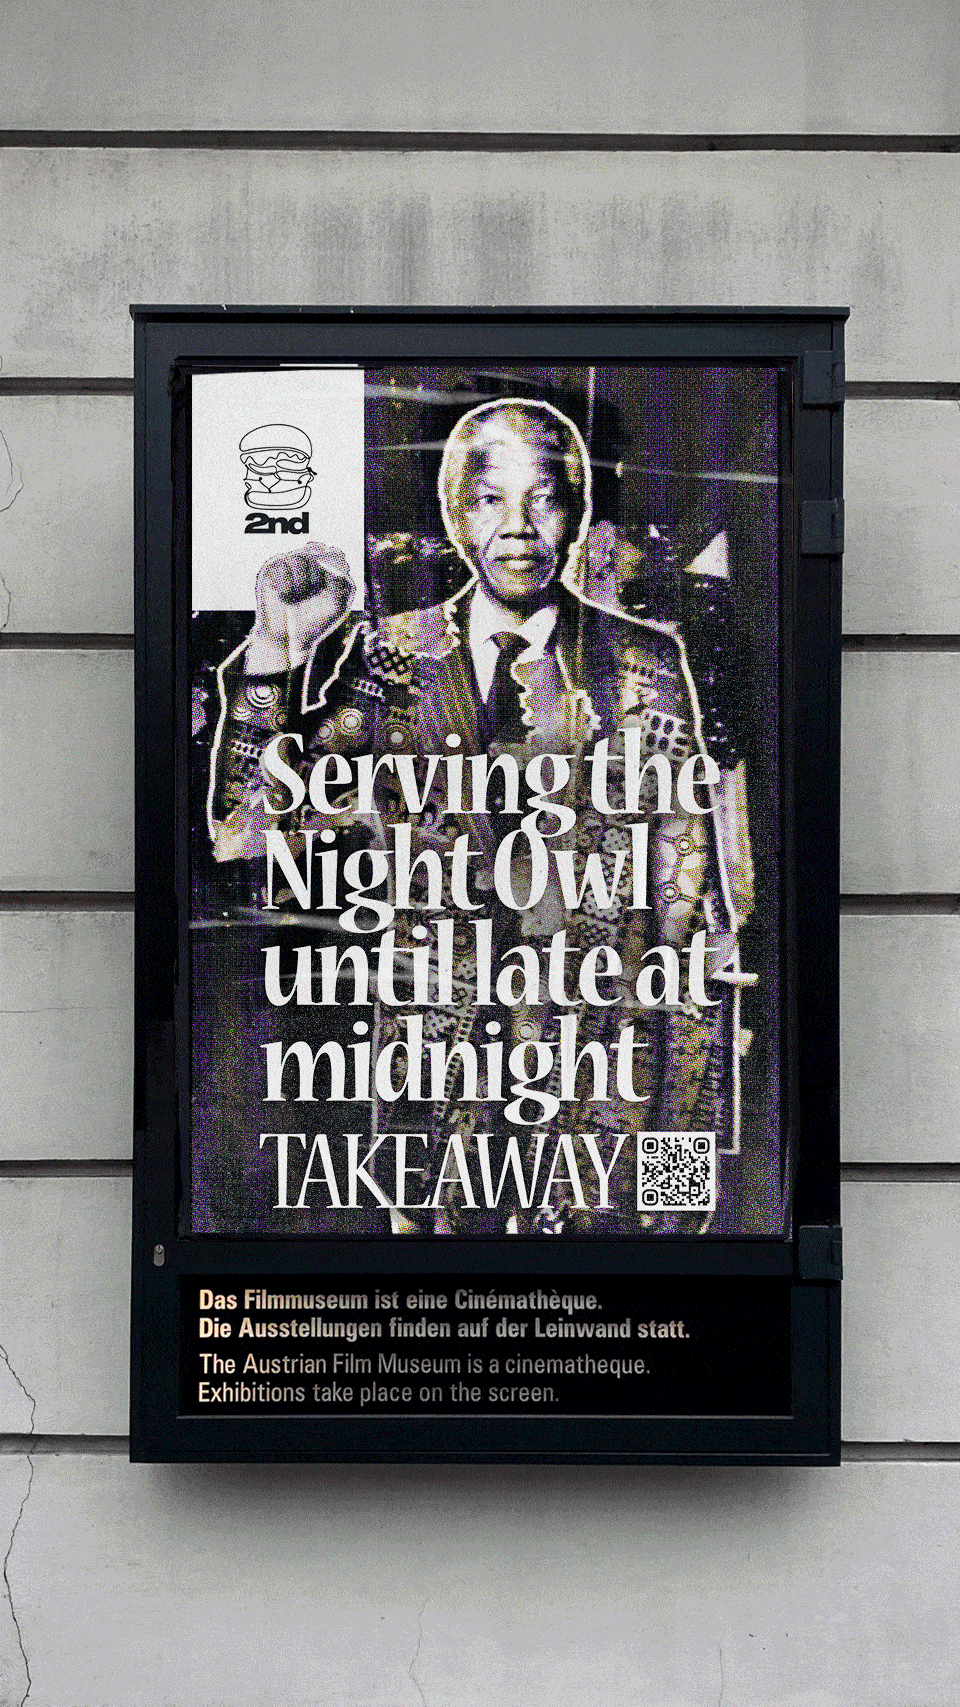 2nd
Serving the
Night Owl
until late at
midnight
TAKEAWAY
Das Filmmuseum ist eine Cinémathèque.
Die Ausstellungen finden auf der Leinwand statt.
The Austrian Film Museum is a cinematheque.
Exhibitions take place on the screen.